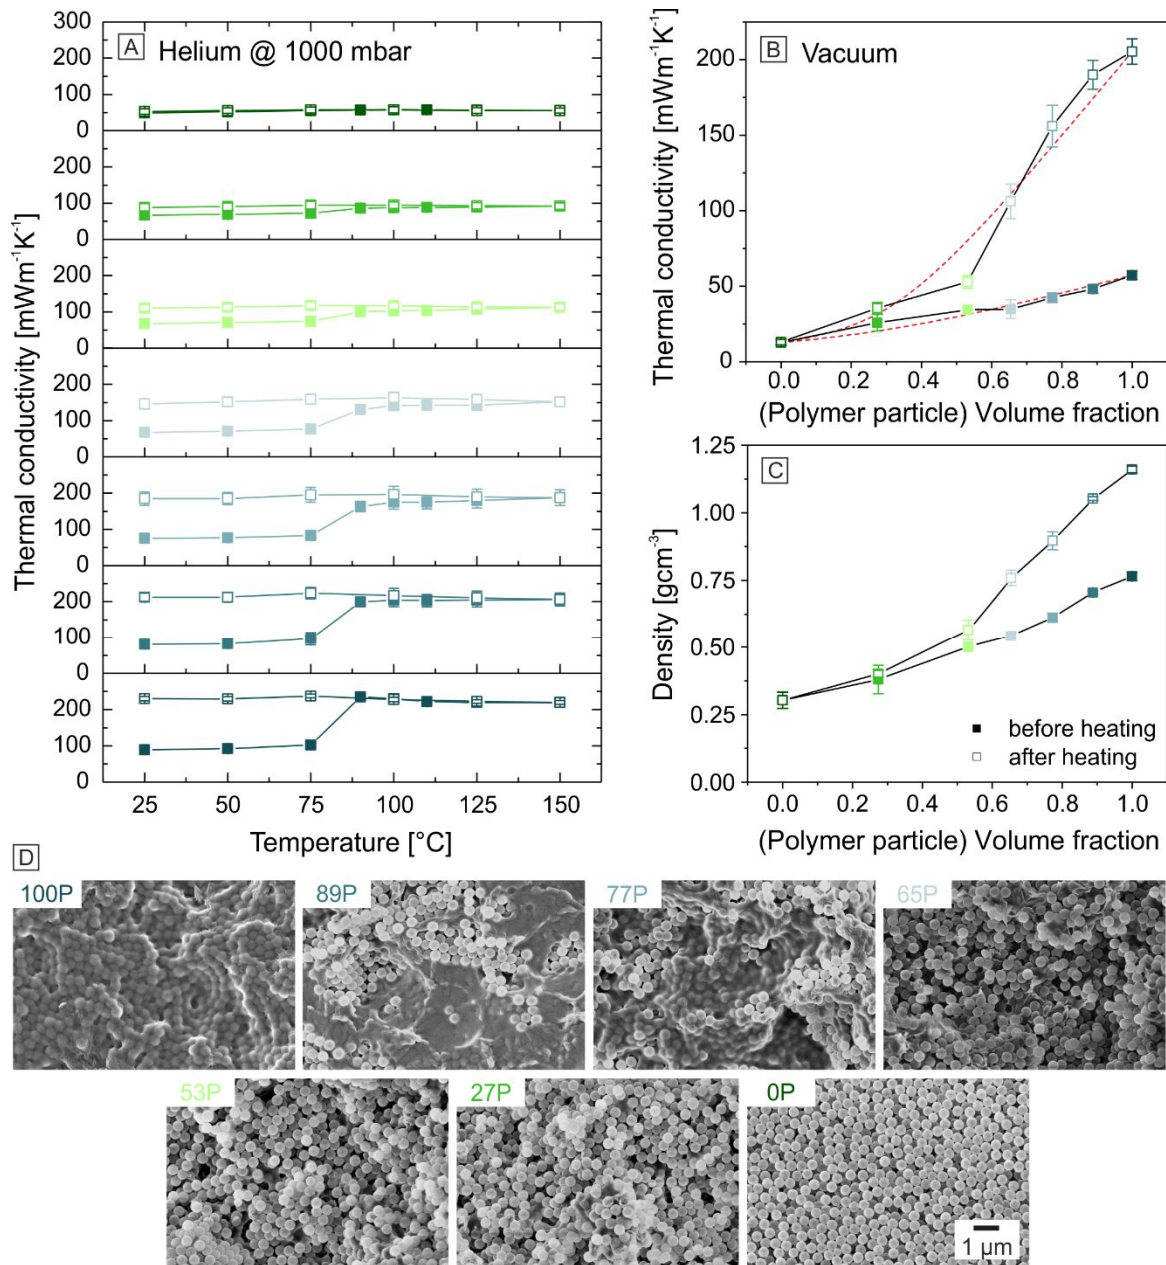 A
Helium @ 1000 mbar
Thermal conductivity [mWm⁻¹K⁻¹]
300
250
200
150
100
50
0
200
100
0
200
100
0
200
100
0
200
100
0
200
100
0
200
100
0
25
50
75
100
125
150
Temperature [°C]
B
Vacuum
Thermal conductivity [mWm⁻¹K⁻¹]
200
150
100
50
0
0.0
0.2
0.4
0.6
0.8
1.0
(Polymer particle) Volume fraction
C
Density [gcm⁻³]
1.25
1.00
0.75
0.50
0.25
0.00
before heating
after heating
0.0
0.2
0.4
0.6
0.8
1.0
(Polymer particle) Volume fraction
D
100P
89P
77P
65P
53P
27P
0P
1 µm